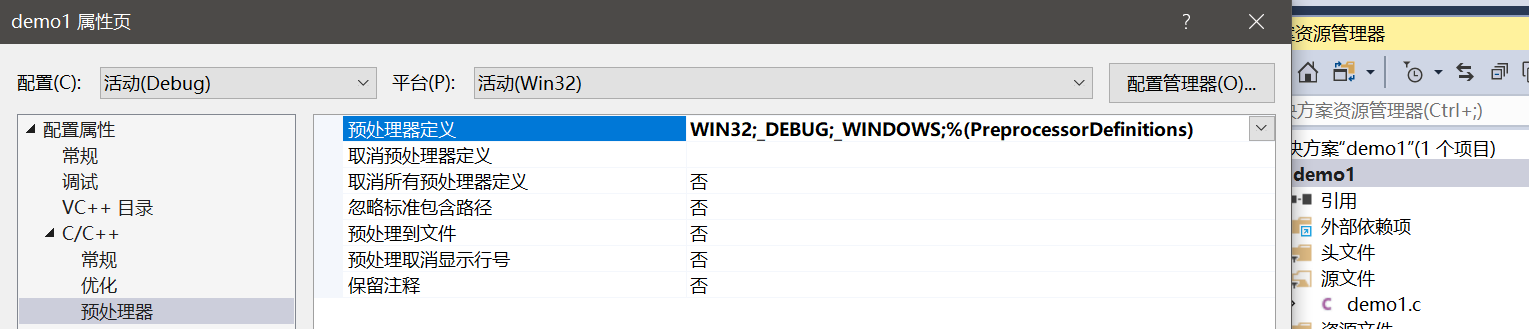 demo1 属性页
配置(C): 活动(Debug) 平台(P): 活动(Win32) 配置管理器(O)...
配置属性
常规
调试
VC++ 目录
C/C++
常规
优化
预处理器
预处理器定义 WIN32;_DEBUG;_WINDOWS;%(PreprocessorDefinitions)
取消预处理器定义
取消所有预处理器定义 否
忽略标准包含路径 否
预处理到文件 否
预处理取消显示行号 否
保留注释 否
资源管理器
决方案资源管理器(Ctrl+;)
决方案"demo1"(1 个项目)
demo1
引用
外部依赖项
头文件
源文件
demo1.c
资源文件